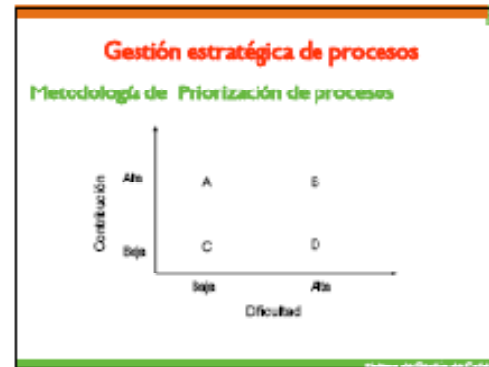 Gestión estratégica de procesos
Metodología de Priorización de procesos
Contribución
Alta
A
B
Baja
C
D
Baja
Alta
Dificultad